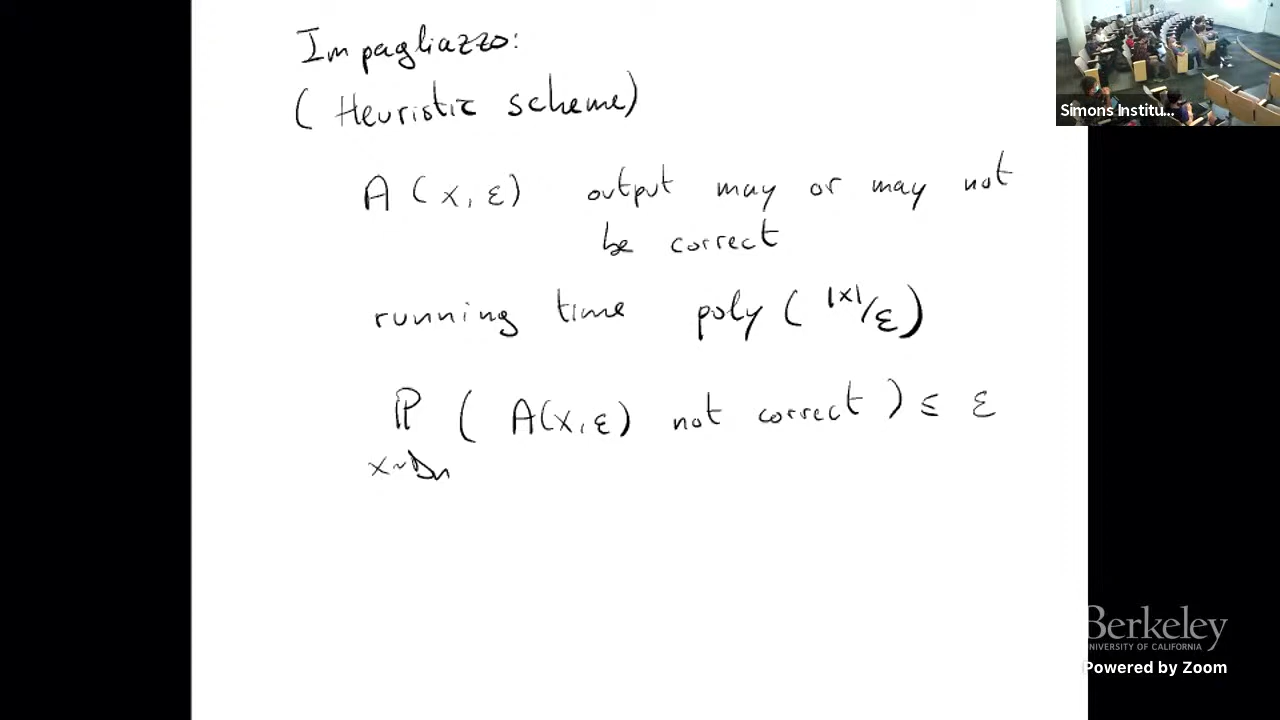 Impagliazzo:
(Heuristic scheme)
A(x, ε) output may or may not
be correct
running time poly(|x|/ε)
ℙ (A(x, ε) not correct) ≤ ε
x~Dn
Simons Institu...
Berkeley
UNIVERSITY OF CALIFORNIA
Powered by Zoom